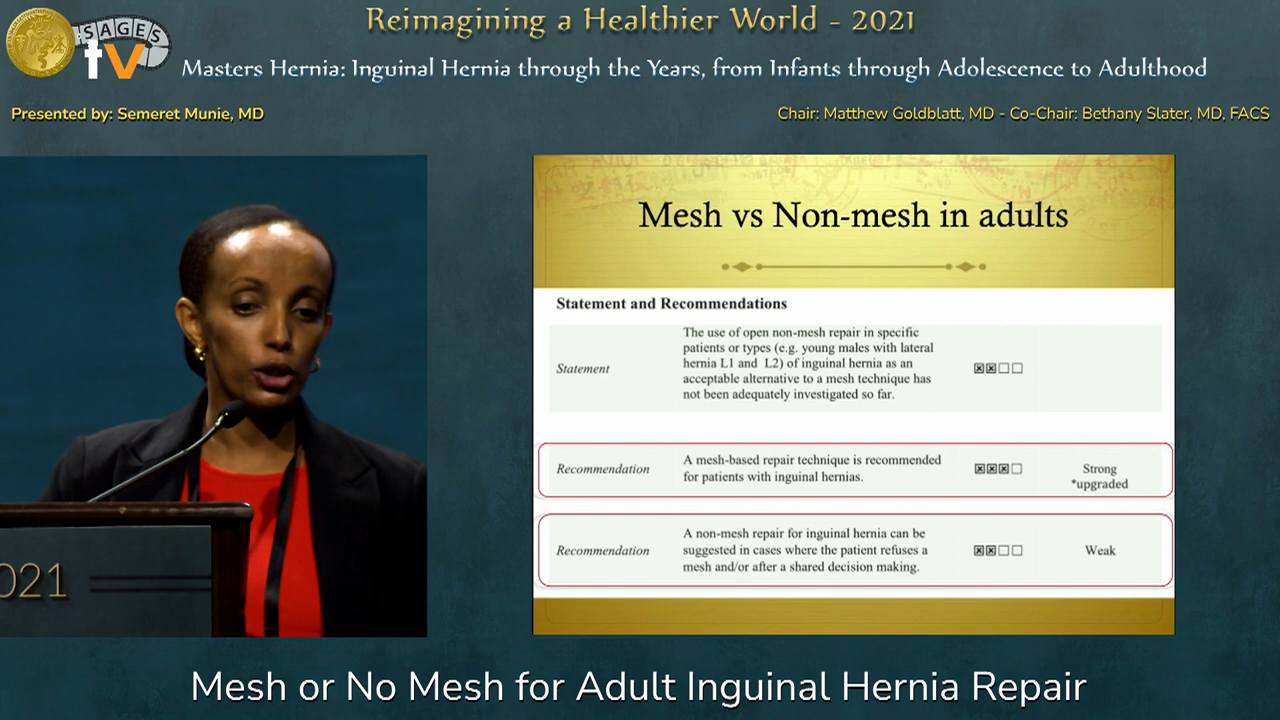 Reimagining a Healthier World - 2021
SAGES
tv
Masters Hernia: Inguinal Hernia through the Years, from Infants through Adolescence to Adulthood
Presented by: Semeret Munie, MD
Chair: Matthew Goldblatt, MD - Co-Chair: Bethany Slater, MD, FACS
Mesh vs Non-mesh in adults
Statement and Recommendations
Statement
The use of open non-mesh repair in specific
patients or types (e.g. young males with lateral
hernia L1 and L2) of inguinal hernia as an
acceptable alternative to a mesh technique has
not been adequately investigated so far.
☒☒☐☐
Recommendation
A mesh-based repair technique is recommended
for patients with inguinal hernias.
☒☒☒☐
Strong
*upgraded
Recommendation
A non-mesh repair for inguinal hernia can be
suggested in cases where the patient refuses a
mesh and/or after a shared decision making.
☒☒☐☐
Weak
021
Mesh or No Mesh for Adult Inguinal Hernia Repair